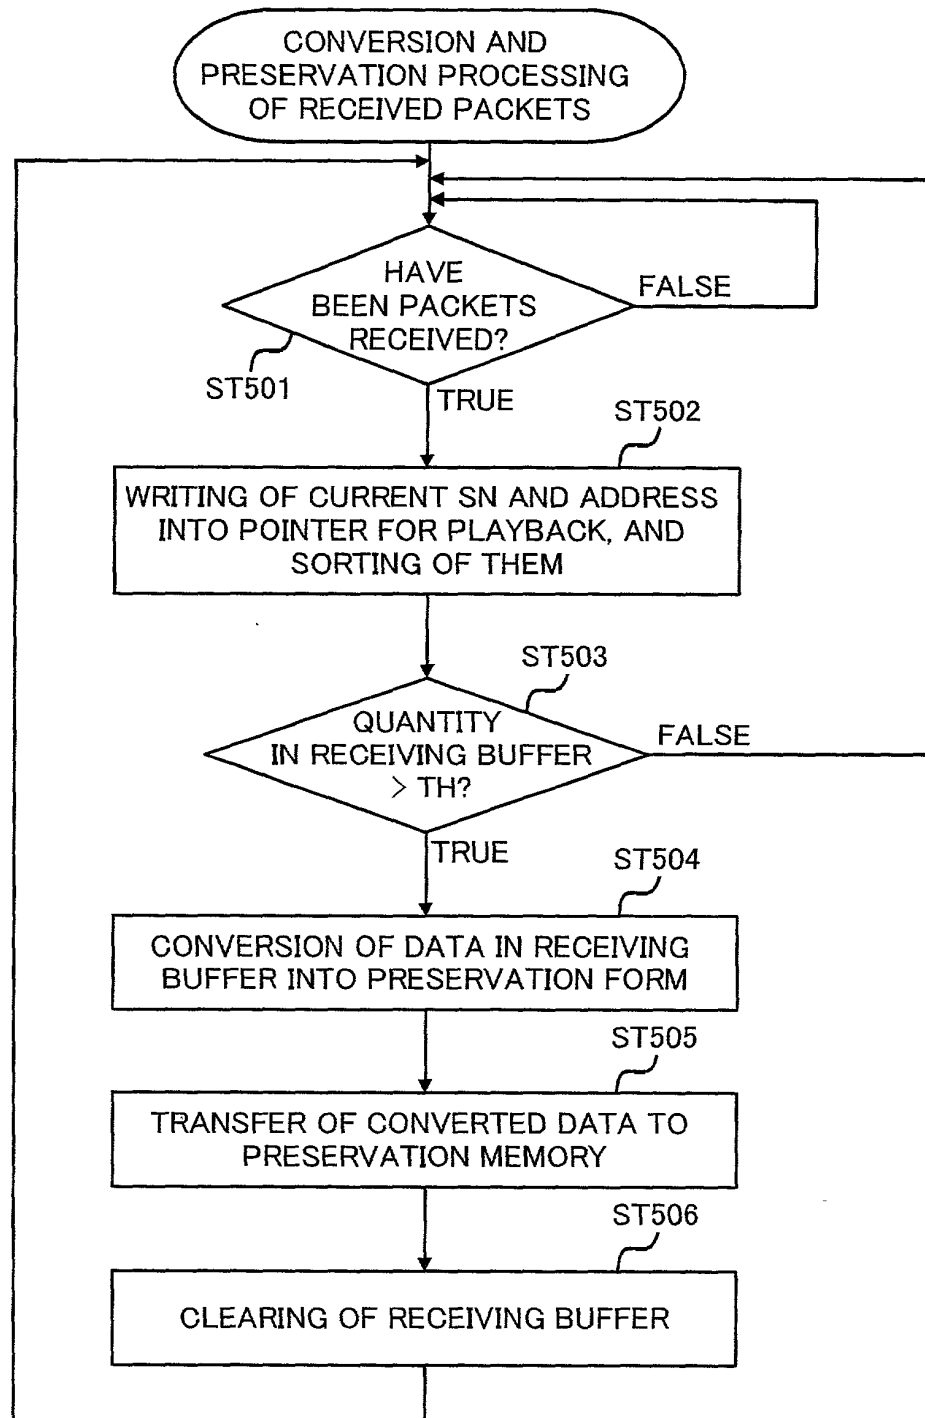 CONVERSION AND
PRESERVATION PROCESSING
OF RECEIVED PACKETS
HAVE
BEEN PACKETS
RECEIVED?
FALSE
ST501
TRUE
ST502
WRITING OF CURRENT SN AND ADDRESS
INTO POINTER FOR PLAYBACK, AND
SORTING OF THEM
ST503
QUANTITY
IN RECEIVING BUFFER
> TH?
FALSE
TRUE
ST504
CONVERSION OF DATA IN RECEIVING
BUFFER INTO PRESERVATION FORM
ST505
TRANSFER OF CONVERTED DATA TO
PRESERVATION MEMORY
ST506
CLEARING OF RECEIVING BUFFER